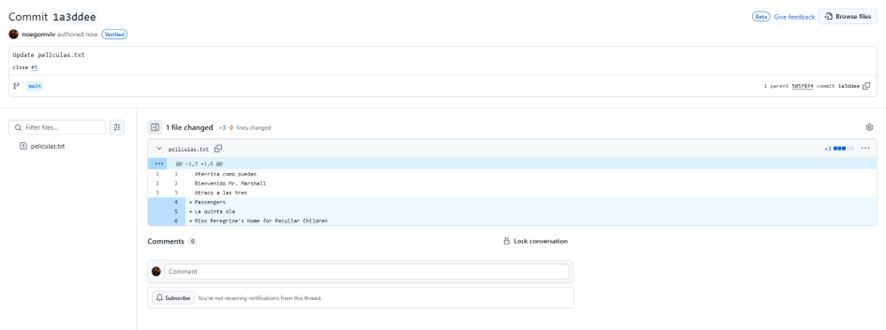 Commit 1a3ddee
Beta Give feedback Browse files
noegomviv authored now Verified
Update peliculas.txt
close #5
main
1 parent 505f8f4 commit 1a3ddee
Filter files...
peliculas.txt
1 file changed +3 -0 lines changed
peliculas.txt
+3
@@ -1,3 +1,6 @@
1 1 Aterriza como puedas
2 2 Bienvenido Mr. Marshall
3 3 Atraco a las tres
4 + Passengers
5 + La quinta ola
6 + Miss Peregrine's Home for Peculiar Children
Comments 0
Lock conversation
Comment
Subscribe You're not receiving notifications from this thread.